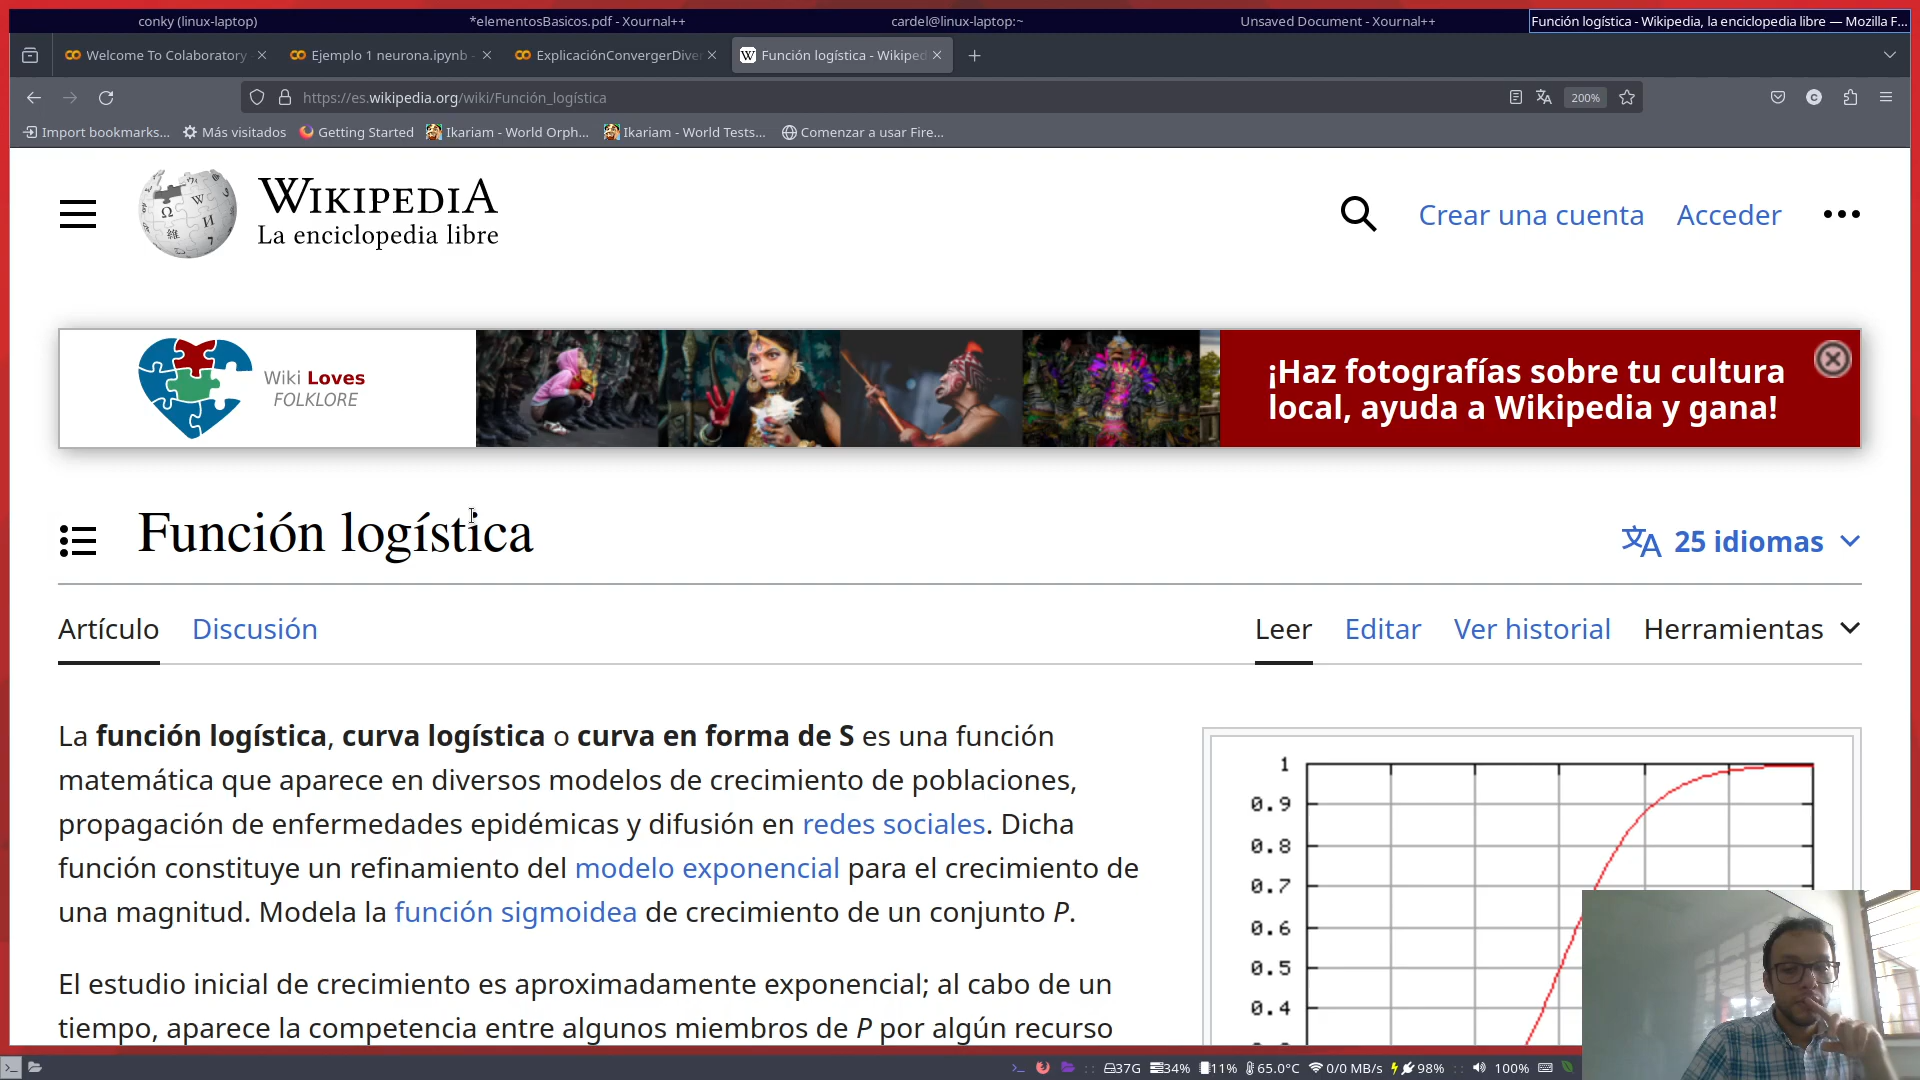 conky (linux-laptop)
*elementosBasicos.pdf - Xournal++
cardel@linux-laptop:~
Unsaved Document - Xournal++
Función logística - Wikipedia, la enciclopedia libre — Mozilla F...
Welcome To Colaboratory
Ejemplo 1 neurona.ipynb -
ExplicaciónConvergerDive
Función logística - Wikiped
https://es.wikipedia.org/wiki/Función_logística
200%
Import bookmarks...
Más visitados
Getting Started
Ikariam - World Orph...
Ikariam - World Tests...
Comenzar a usar Fire...
WIKIPEDIA
La enciclopedia libre
Crear una cuenta
Acceder
Wiki Loves
FOLKLORE
¡Haz fotografías sobre tu cultura
local, ayuda a Wikipedia y gana!
Función logística
25 idiomas
Artículo
Discusión
Leer
Editar
Ver historial
Herramientas
La función logística, curva logística o curva en forma de S es una función
matemática que aparece en diversos modelos de crecimiento de poblaciones,
propagación de enfermedades epidémicas y difusión en redes sociales. Dicha
función constituye un refinamiento del modelo exponencial para el crecimiento de
una magnitud. Modela la función sigmoidea de crecimiento de un conjunto P.
El estudio inicial de crecimiento es aproximadamente exponencial; al cabo de un
tiempo, aparece la competencia entre algunos miembros de P por algún recurso
1
0.9
0.8
0.7
0.6
0.5
0.4
37G
34%
11%
65.0°C
0/0 MB/s
98%
100%